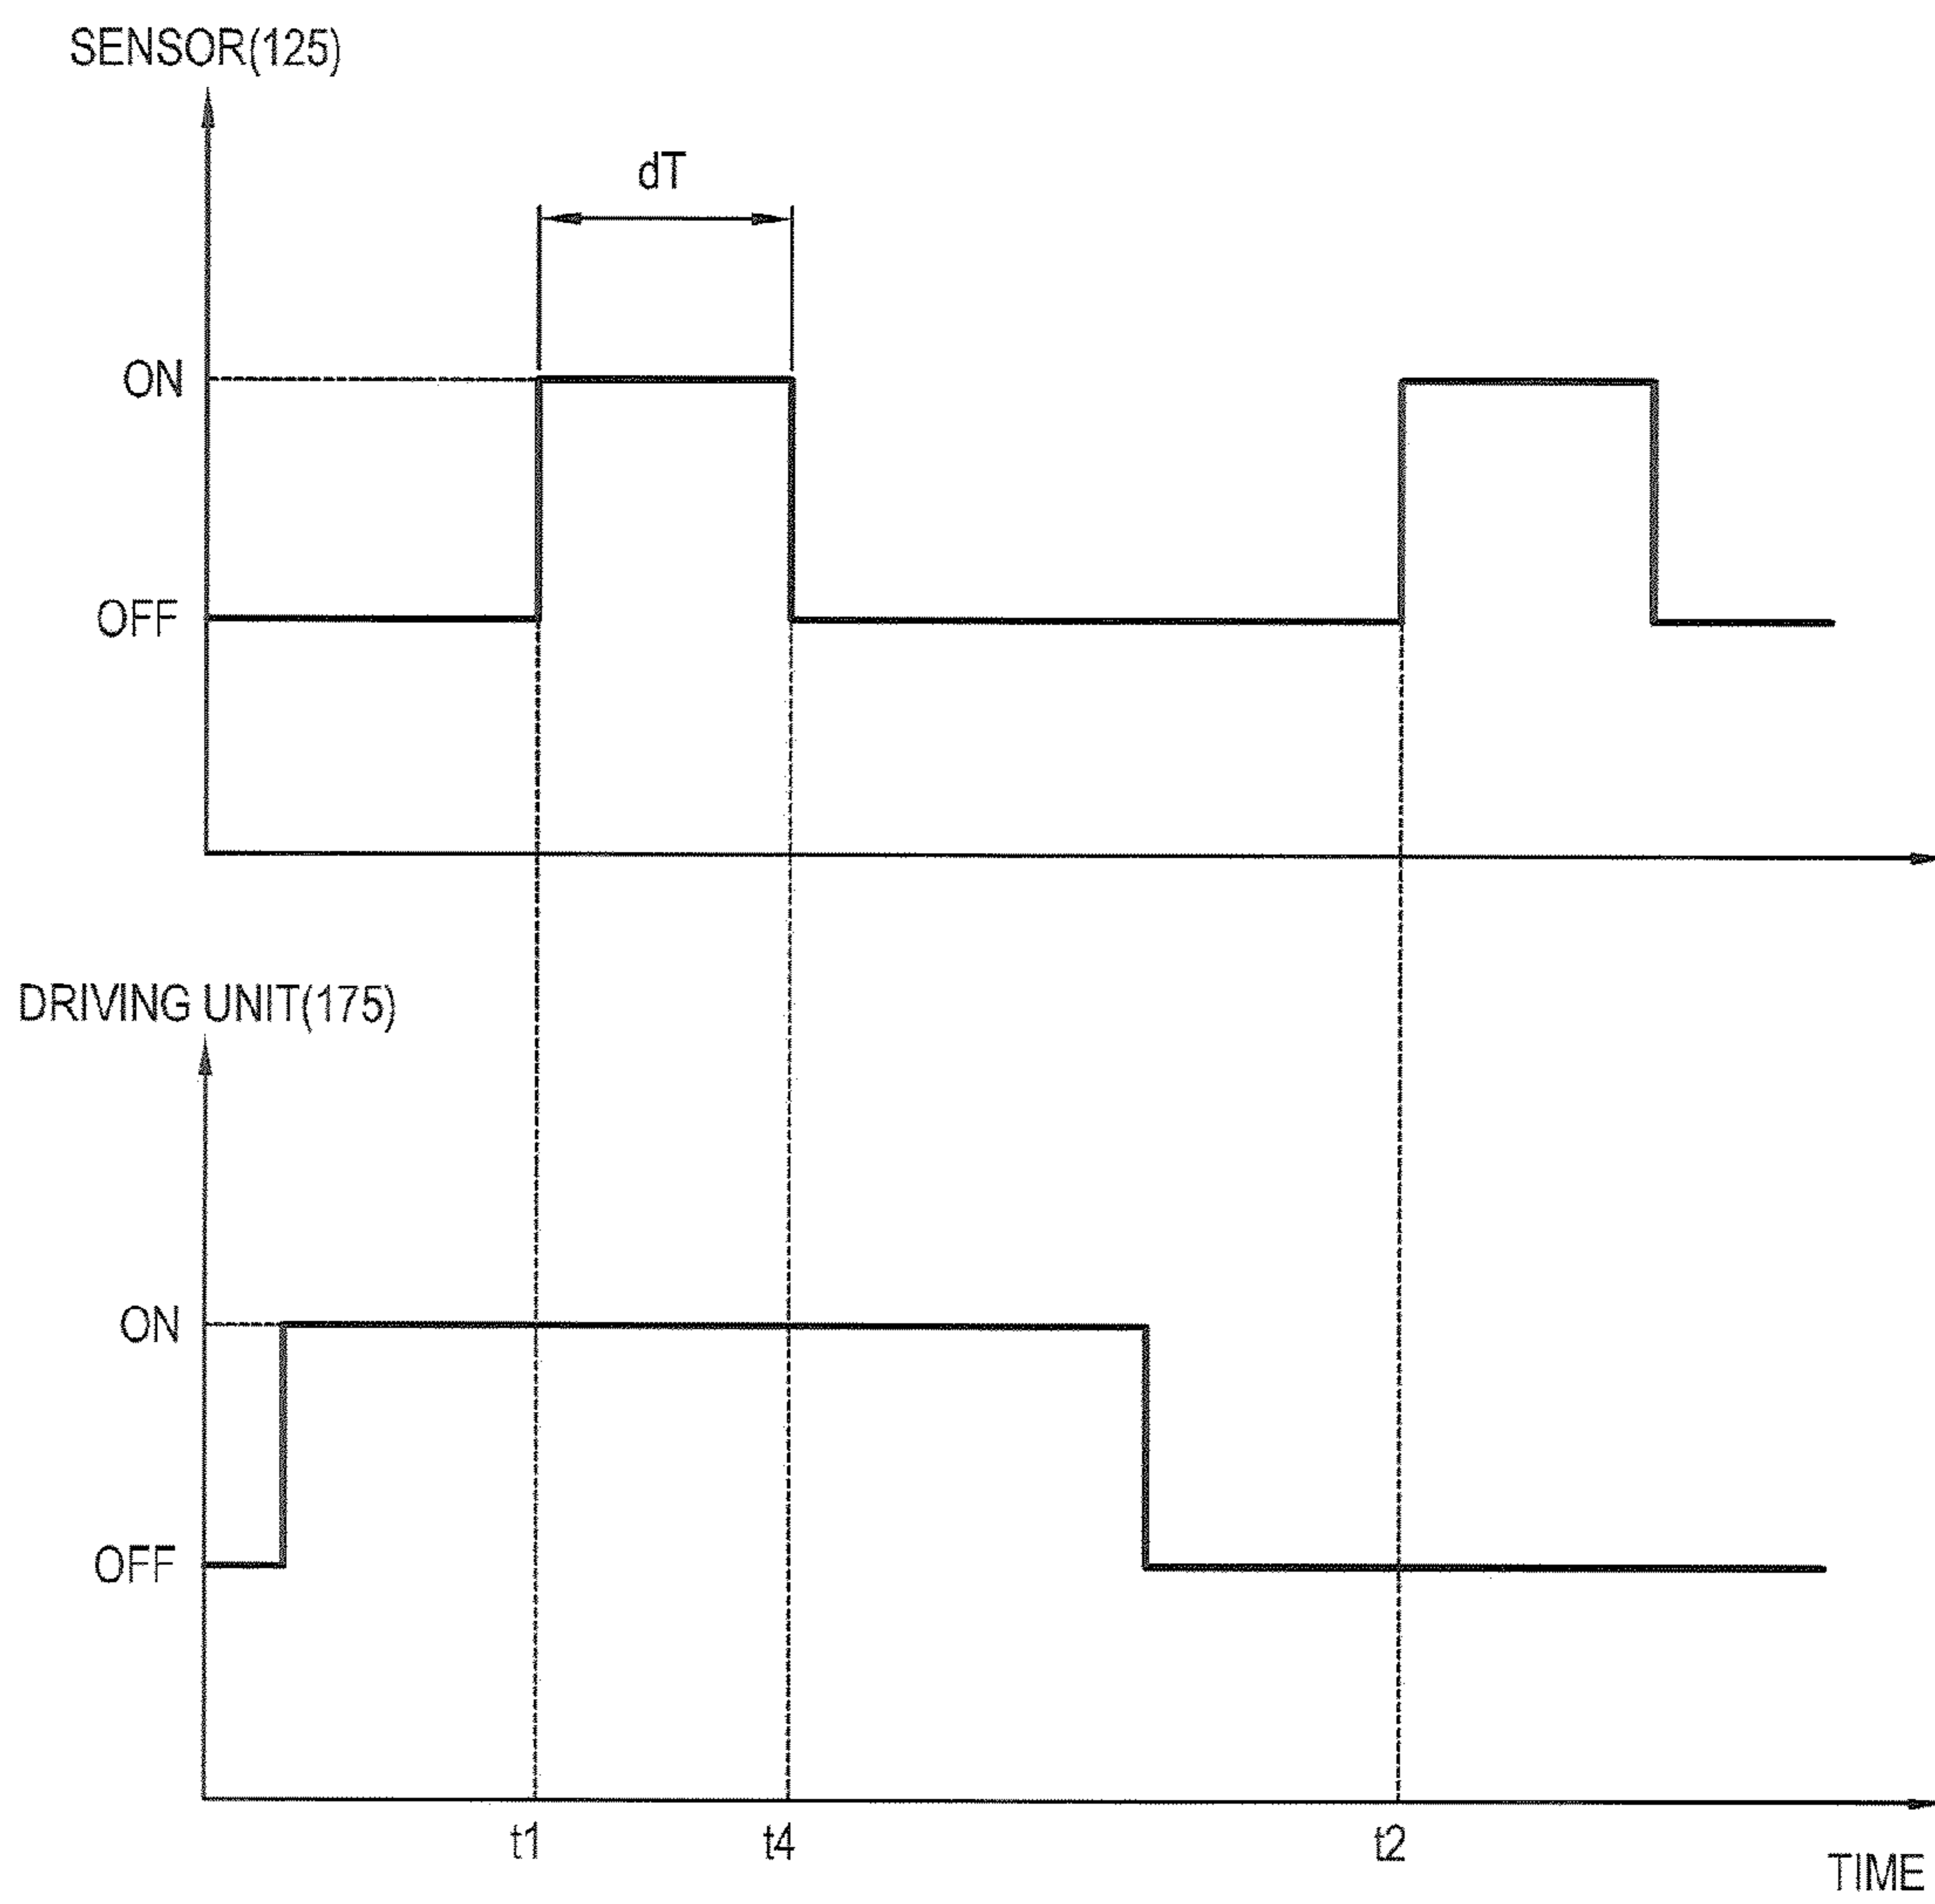 SENSOR(125)
dT
ON
OFF
DRIVING UNIT(175)
ON
OFF
t1 t4 t2
TIME